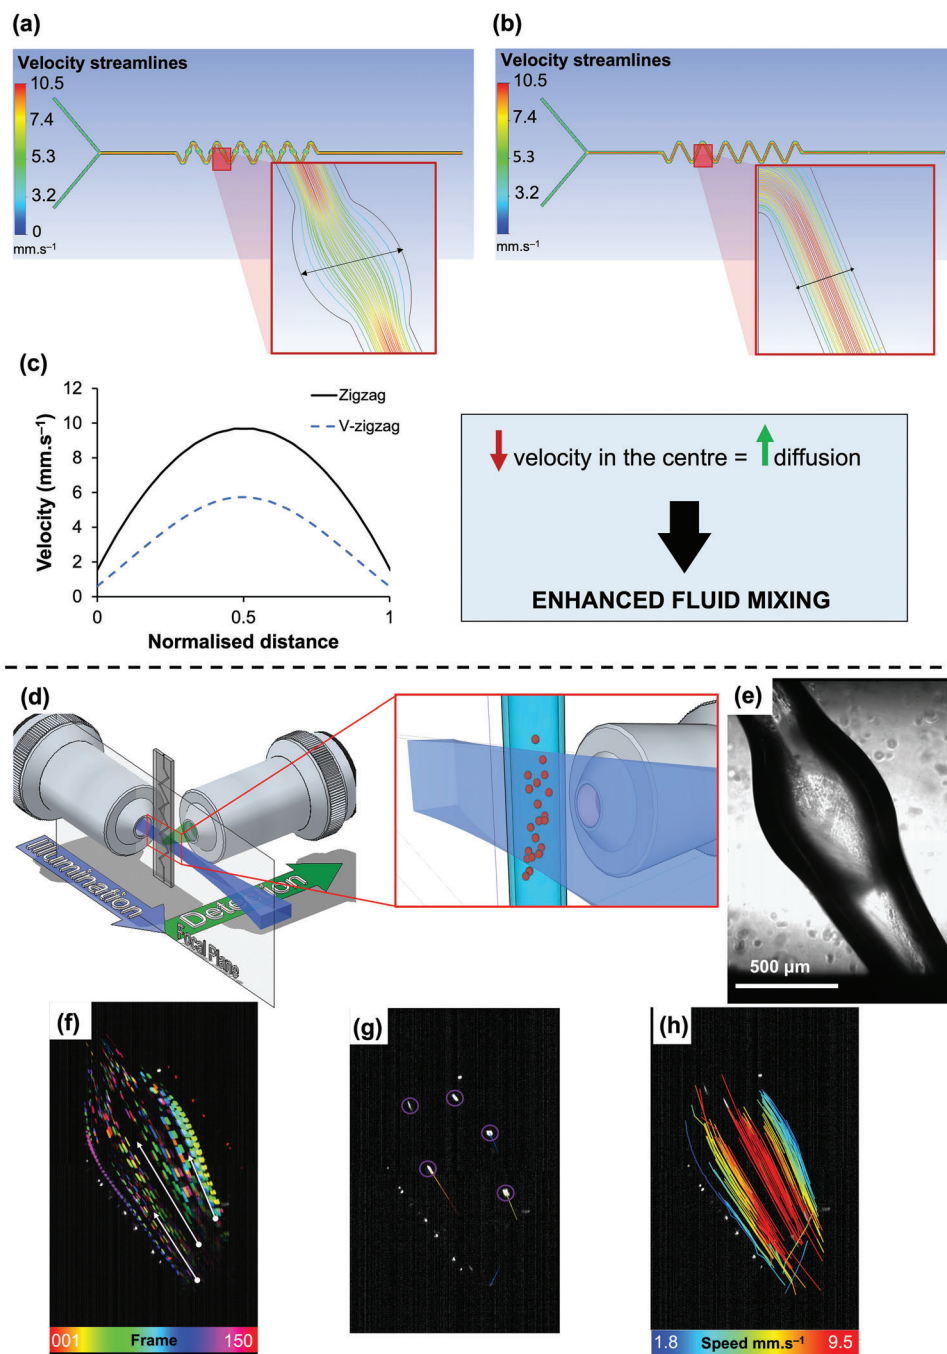 (a)
Velocity streamlines
10.5
7.4
5.3
3.2
0
mm.s⁻¹
(b)
Velocity streamlines
10.5
7.4
5.3
3.2
0
mm.s⁻¹
(c)
12
10
8
6
4
2
0
Velocity (mm.s⁻¹)
Zigzag
V-zigzag
0
0.5
1
Normalised distance
velocity in the centre = diffusion
ENHANCED FLUID MIXING
(d)
Illumination
Detection
Focal Plane
(e)
500 µm
(f)
001 Frame 150
(g)
(h)
1.8 Speed mm.s⁻¹ 9.5